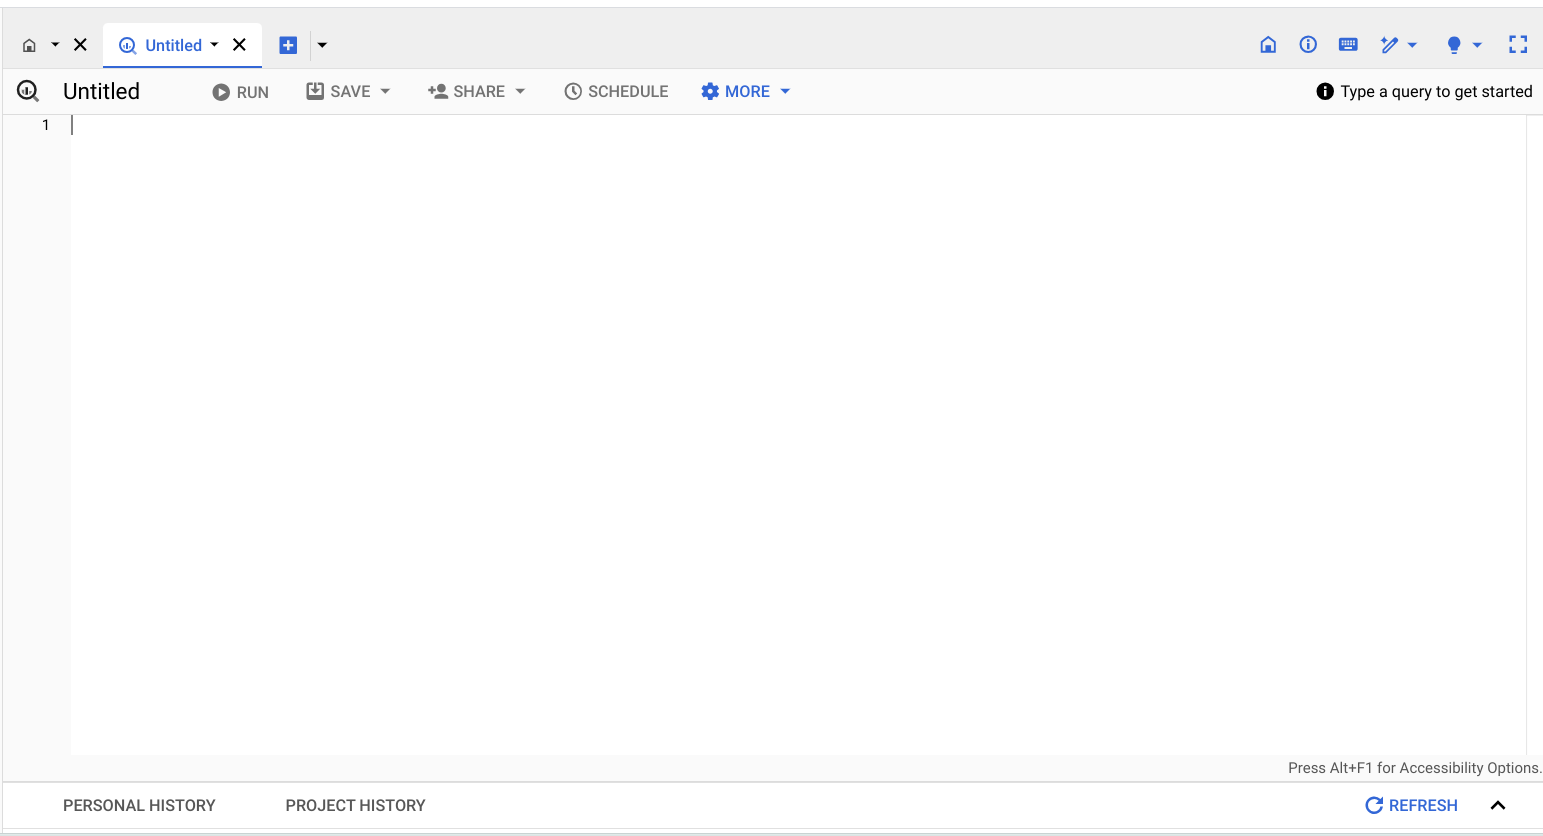 Untitled
Untitled
RUN
SAVE
SHARE
SCHEDULE
MORE
Type a query to get started
1
Press Alt+F1 for Accessibility Options.
PERSONAL HISTORY
PROJECT HISTORY
REFRESH